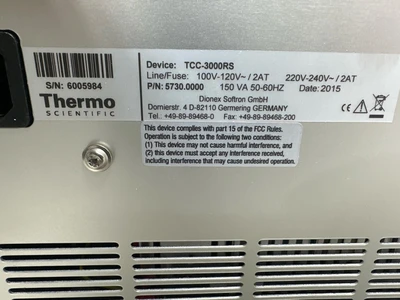 S/N: 6005984
Thermo
SCIENTIFIC
Device: TCC-3000RS
Line/Fuse: 100V-120V~ / 2AT 220V-240V~ / 2AT
P/N: 5730.0000 150 VA 50-60HZ Date: 2015
Dionex Softron GmbH
Dornierstr. 4 D-82110 Germering GERMANY
Tel.: +49-89-89468-0 Fax.: +49-89-89468-200
CE
This device complies with part 15 of the FCC Rules.
Operation is subject to the following two conditions:
(1) This device may not cause harmful interference, and
(2) this device must accept any interference received,
including interference that may cause undesired operation.